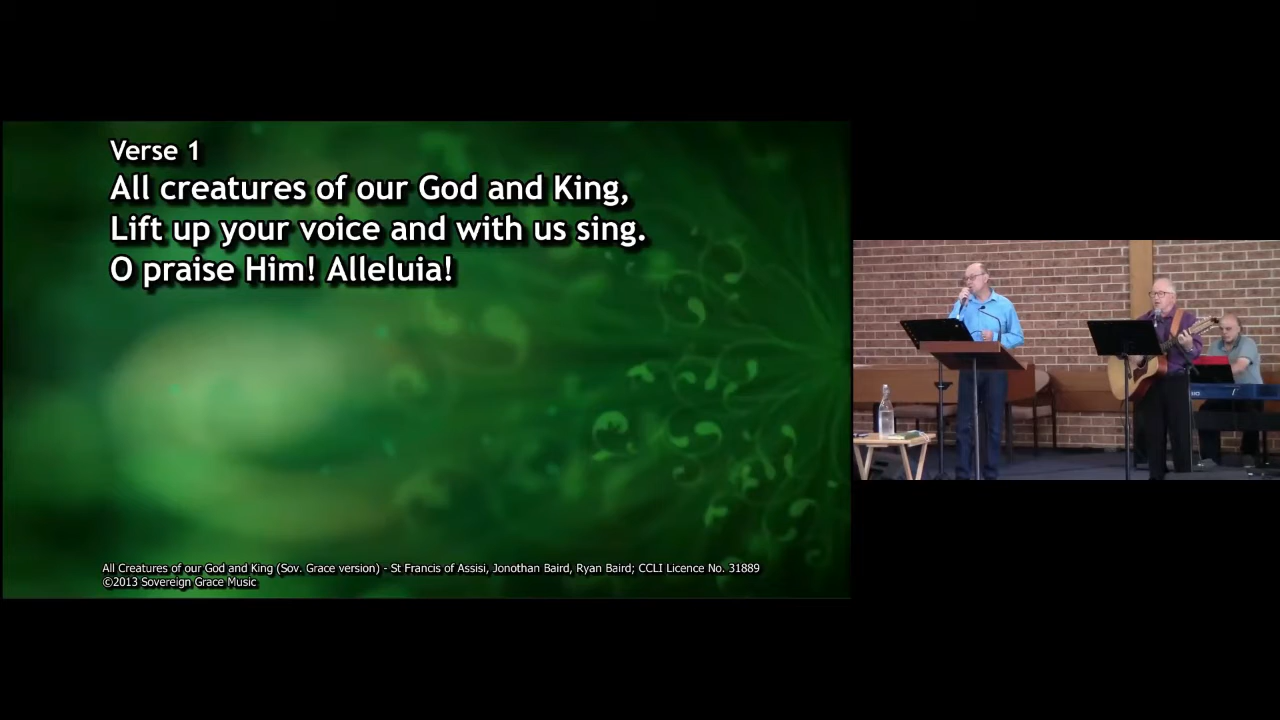 Verse 1
All creatures of our God and King,
Lift up your voice and with us sing.
O praise Him! Alleluia!
All Creatures of our God and King (Sov. Grace version) - St Francis of Assisi, Jonothan Baird, Ryan Baird; CCLI Licence No. 31889
©2013 Sovereign Grace Music